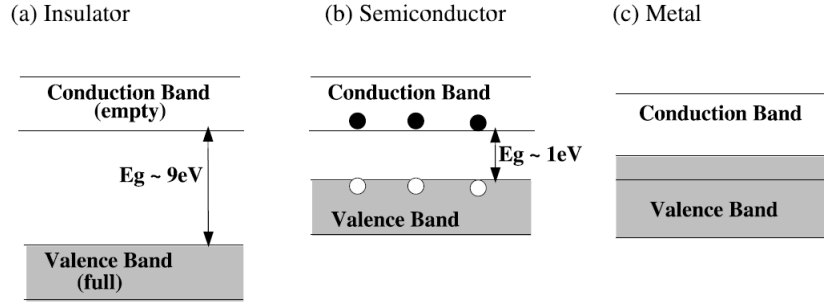 (a) Insulator
(b) Semiconductor
(c) Metal
Conduction Band
(empty)
Eg ~ 9eV
Valence Band
(full)
Conduction Band
Eg ~ 1eV
Valence Band
Conduction Band
Valence Band